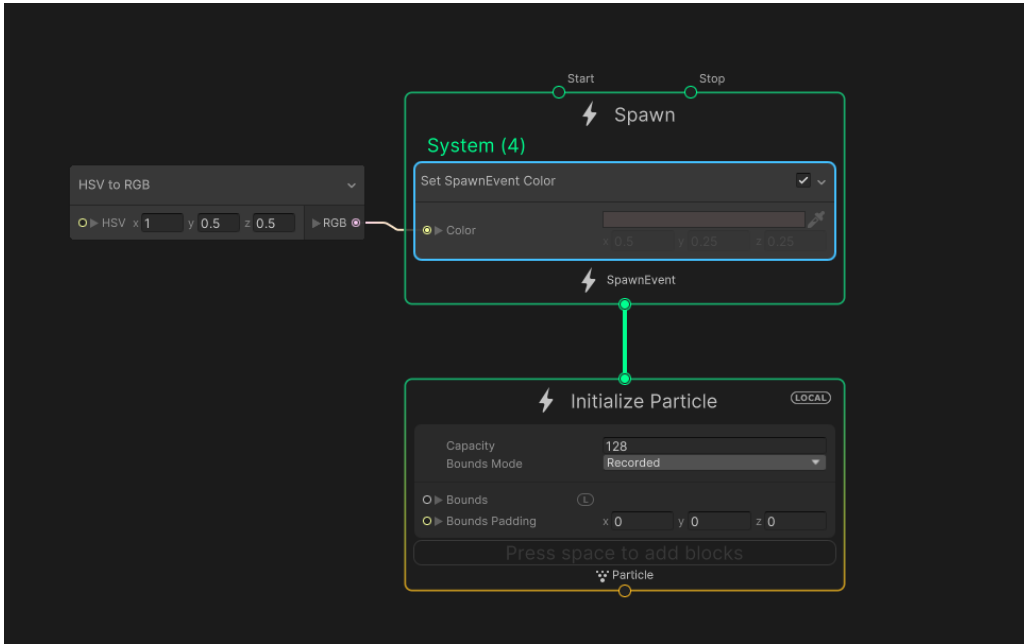 Start Stop
Spawn
System (4)
HSV to RGB
Set SpawnEvent Color
HSV x 1 y 0.5 z 0.5 RGB
Color
x 0.5 y 0.25 z 0.25
SpawnEvent
Initialize Particle
LOCAL
Capacity 128
Bounds Mode Recorded
Bounds L
Bounds Padding x 0 y 0 z 0
Press space to add blocks
Particle